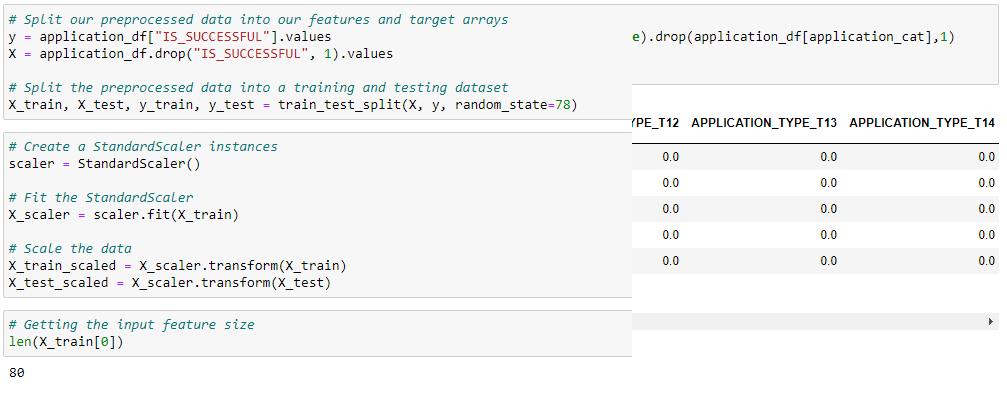 # Split our preprocessed data into our features and target arrays
y = application_df["IS_SUCCESSFUL"].values
X = application_df.drop("IS_SUCCESSFUL", 1).values
# Split the preprocessed data into a training and testing dataset
X_train, X_test, y_train, y_test = train_test_split(X, y, random_state=78)
# Create a StandardScaler instances
scaler = StandardScaler()
# Fit the StandardScaler
X_scaler = scaler.fit(X_train)
# Scale the data
X_train_scaled = X_scaler.transform(X_train)
X_test_scaled = X_scaler.transform(X_test)
# Getting the input feature size
len(X_train[0])
80
e).drop(application_df[application_cat],1)
YPE_T12 APPLICATION_TYPE_T13 APPLICATION_TYPE_T14
0.0 0.0 0.0
0.0 0.0 0.0
0.0 0.0 0.0
0.0 0.0 0.0
0.0 0.0 0.0